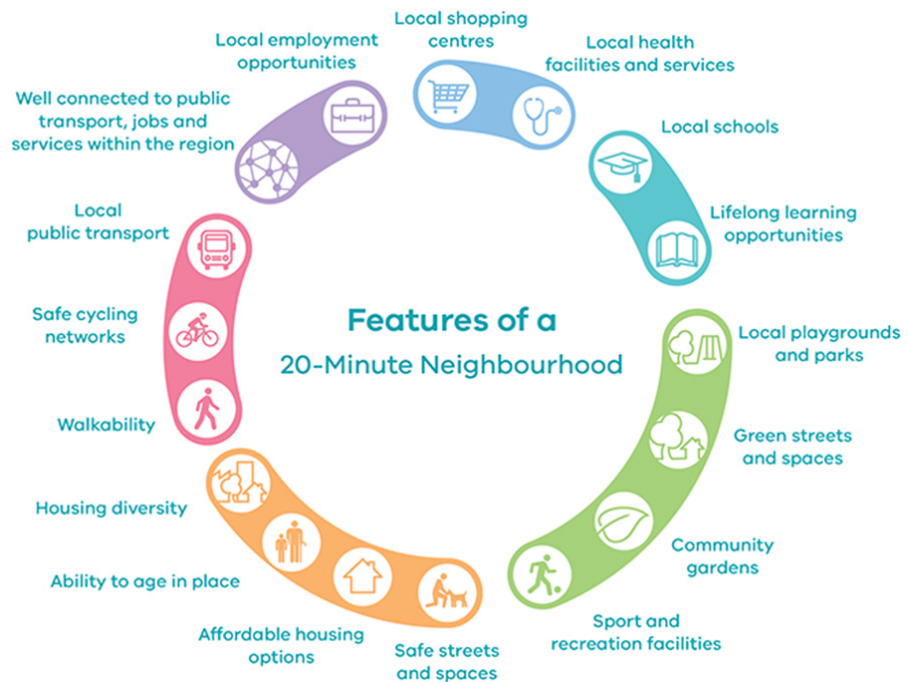 Features of a
20-Minute Neighbourhood
Local shopping
centres
Local health
facilities and services
Local schools
Lifelong learning
opportunities
Local playgrounds
and parks
Green streets
and spaces
Community
gardens
Sport and
recreation facilities
Safe streets
and spaces
Affordable housing
options
Ability to age in place
Housing diversity
Walkability
Safe cycling
networks
Local
public transport
Well connected to public
transport, jobs and
services within the region
Local employment
opportunities